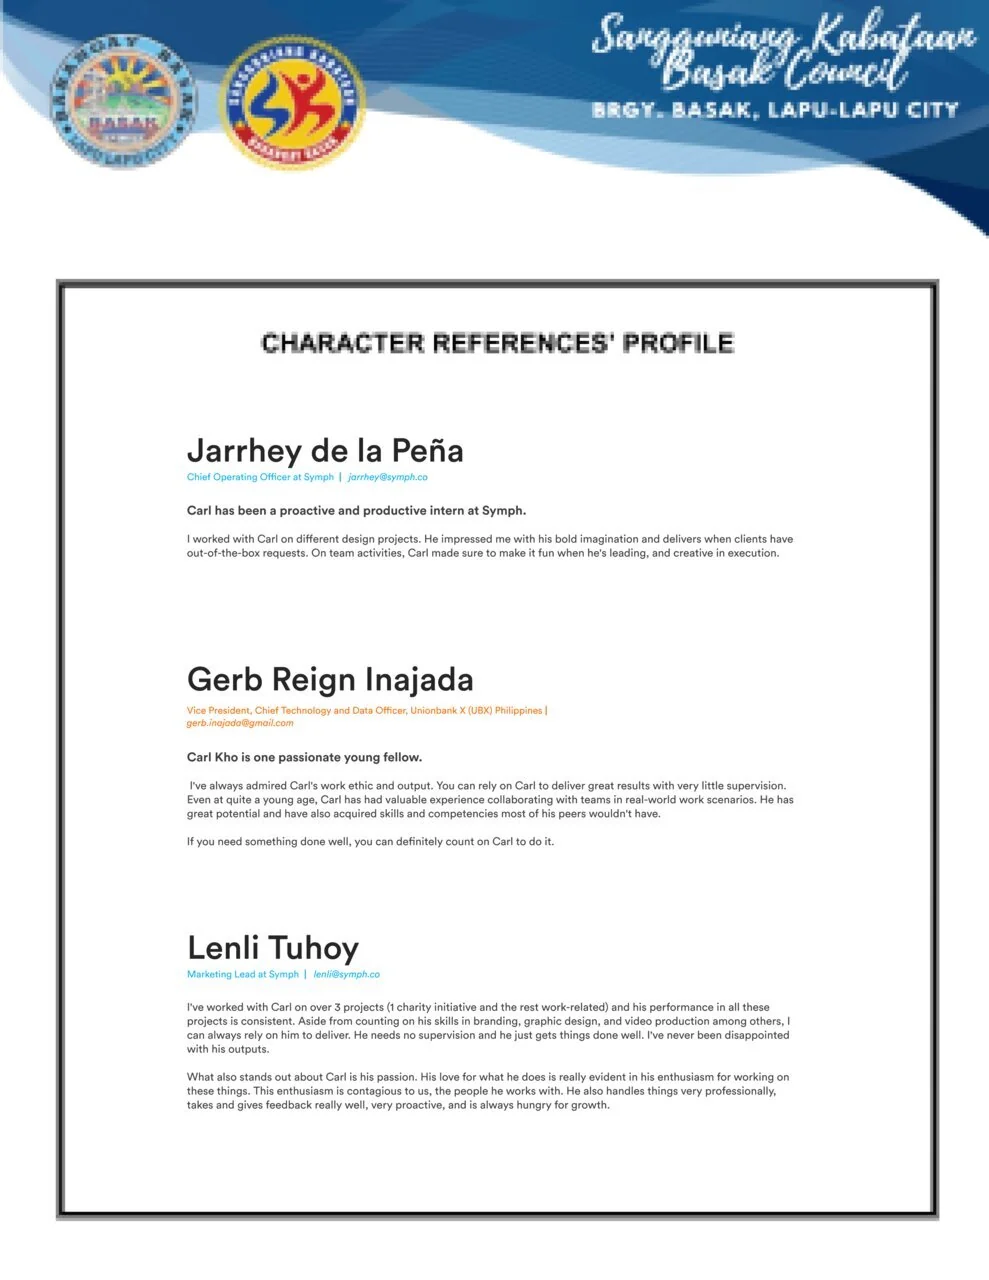 Sangguniang Kabataan
Basak Council
BRGY. BASAK, LAPU-LAPU CITY
BARANGAY BASAK
BASAK
LAPU LAPU CITY
SANGGUNIANG KABATAAN
BARANGAY BASAK
CHARACTER REFERENCES' PROFILE
Jarrhey de la Peña
Chief Operating Officer at Symph | jarrhey@symph.co
Carl has been a proactive and productive intern at Symph.
I worked with Carl on different design projects. He impressed me with his bold imagination and delivers when clients have
out-of-the-box requests. On team activities, Carl made sure to make it fun when he's leading, and creative in execution.
Gerb Reign Inajada
Vice President, Chief Technology and Data Officer, Unionbank X (UBX) Philippines |
gerb.inajada@gmail.com
Carl Kho is one passionate young fellow.
I've always admired Carl's work ethic and output. You can rely on Carl to deliver great results with very little supervision.
Even at quite a young age, Carl has had valuable experience collaborating with teams in real-world work scenarios. He has
great potential and have also acquired skills and competencies most of his peers wouldn't have.
If you need something done well, you can definitely count on Carl to do it.
Lenli Tuhoy
Marketing Lead at Symph | lenli@symph.co
I've worked with Carl on over 3 projects (1 charity initiative and the rest work-related) and his performance in all these
projects is consistent. Aside from counting on his skills in branding, graphic design, and video production among others, I
can always rely on him to deliver. He needs no supervision and he just gets things done well. I've never been disappointed
with his outputs.
What also stands out about Carl is his passion. His love for what he does is really evident in his enthusiasm for working on
these things. This enthusiasm is contagious to us, the people he works with. He also handles things very professionally,
takes and gives feedback really well, very proactive, and is always hungry for growth.